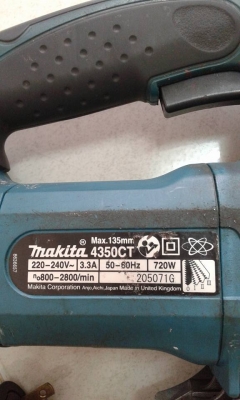 Max.135mm
makita® 4350CT
220-240V~ 3.3A 50-60Hz 720W
n₀800-2800/min 205071G
Makita Corporation Anjo,Aichi,Japan Made in United Kingdom